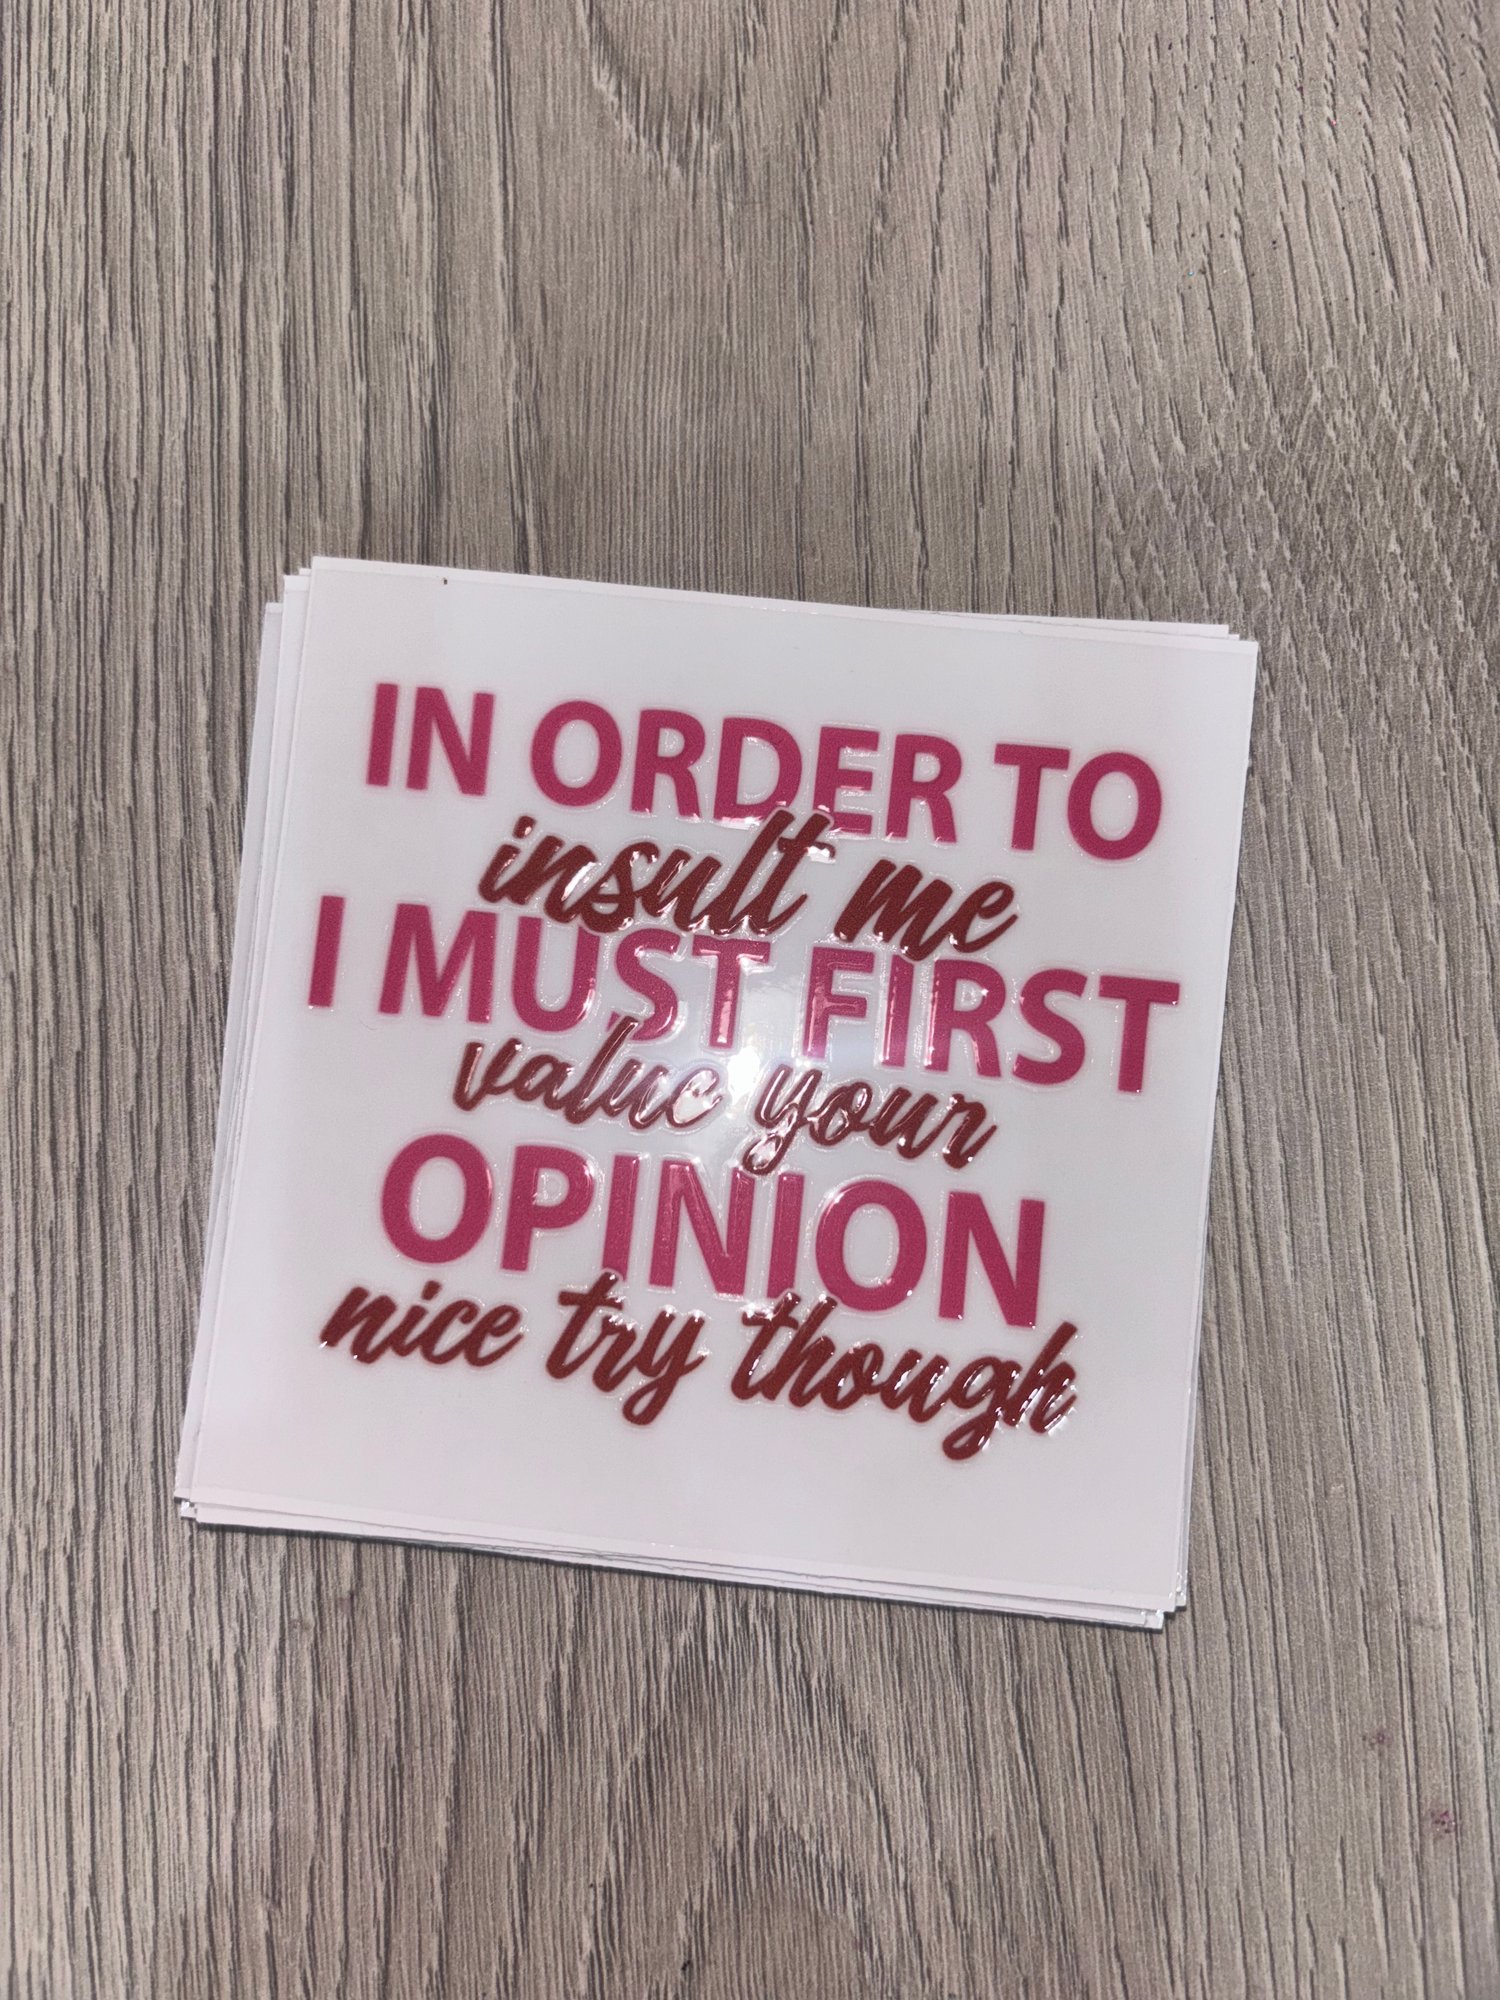 IN ORDER TO
insult me
I MUST FIRST
value your
OPINION
nice try though